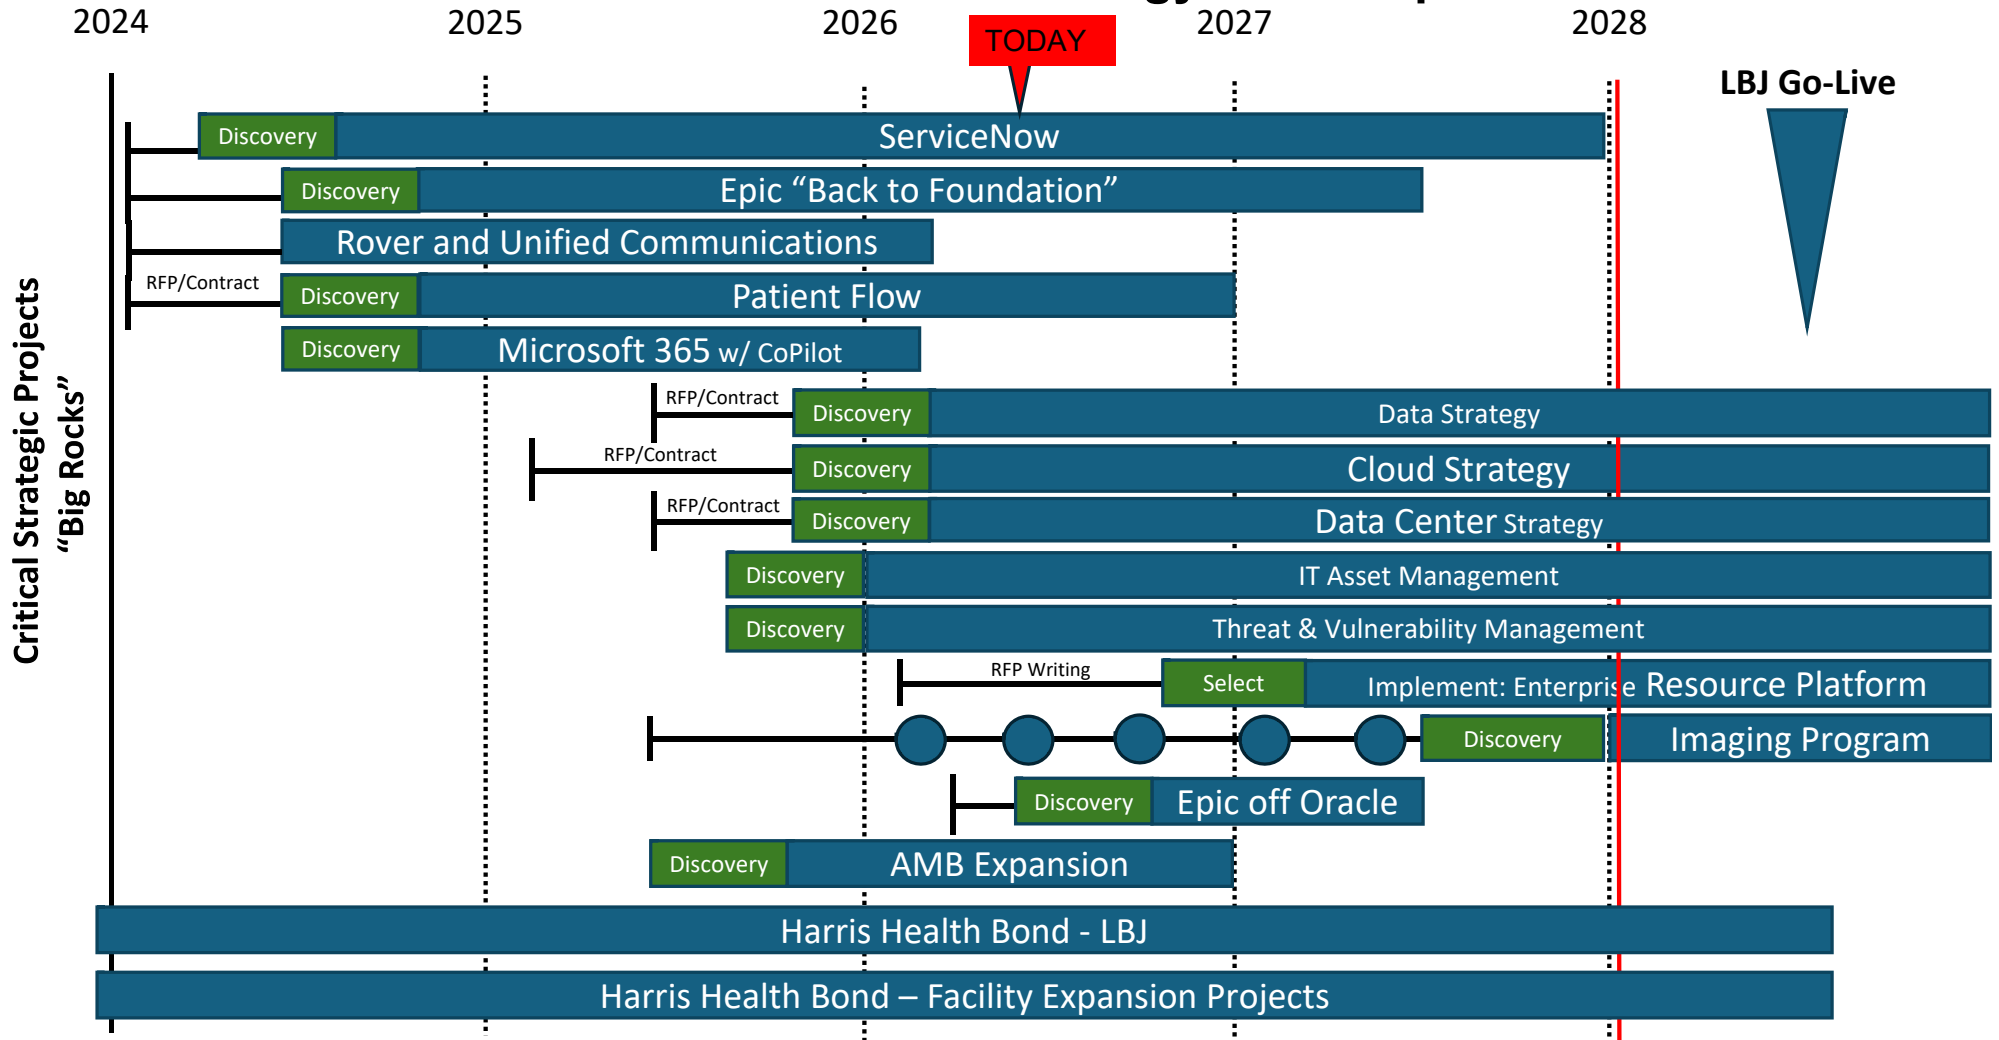 2024 2025 2026 2027 2028
TODAY
LBJ Go-Live
Critical Strategic Projects
“Big Rocks”
Discovery ServiceNow
Discovery Epic “Back to Foundation”
Rover and Unified Communications
RFP/Contract Discovery Patient Flow
Discovery Microsoft 365 w/ CoPilot
RFP/Contract Discovery Data Strategy
RFP/Contract Discovery Cloud Strategy
RFP/Contract Discovery Data Center Strategy
Discovery IT Asset Management
Discovery Threat & Vulnerability Management
RFP Writing Select Implement: Enterprise Resource Platform
Discovery Imaging Program
Discovery Epic off Oracle
Discovery AMB Expansion
Harris Health Bond - LBJ
Harris Health Bond – Facility Expansion Projects